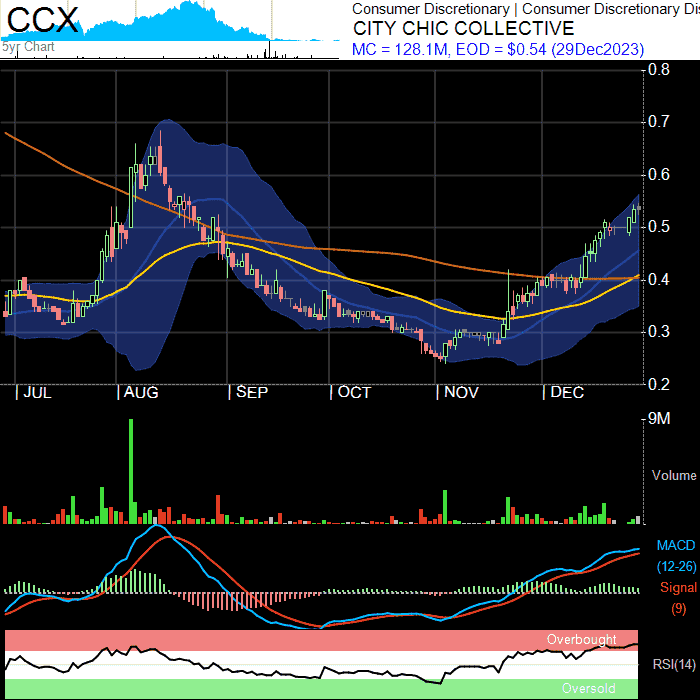 CCX
5yr Chart
Consumer Discretionary | Consumer Discretionary Dis
CITY CHIC COLLECTIVE
MC = 128.1M, EOD = $0.54 (29Dec2023)
0.8
0.7
0.6
0.5
0.4
0.3
0.2
| JUL | AUG | SEP | OCT | NOV | DEC
9M
Volume
MACD
(12-26)
Signal
(9)
Overbought
RSI(14)
Oversold